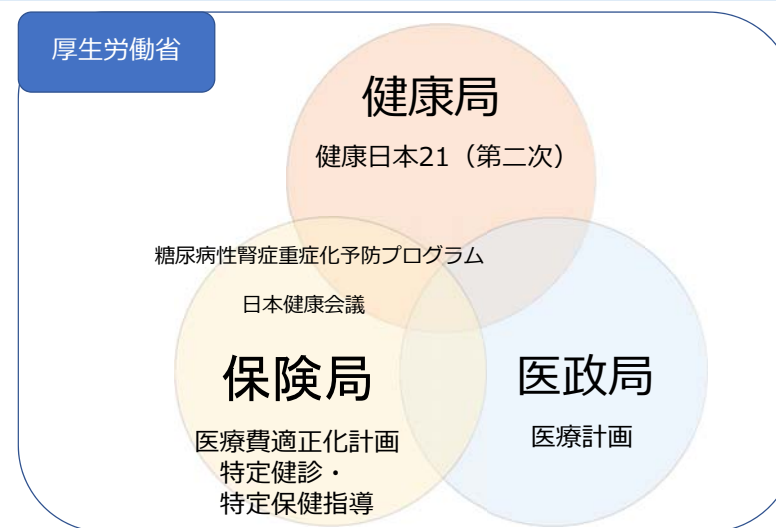 厚生労働省
健康局
健康日本21（第二次）
糖尿病性腎症重症化予防プログラム
日本健康会議
保険局
医療費適正化計画
特定健診・
特定保健指導
医政局
医療計画